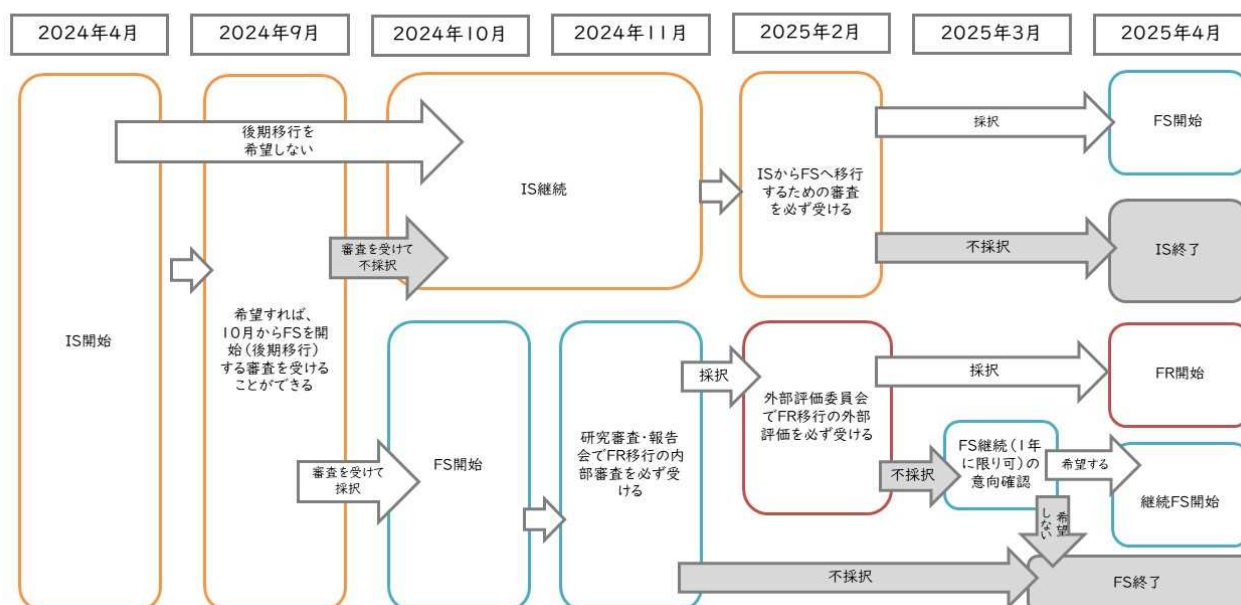 2024年4月
2024年9月
2024年10月
2024年11月
2025年2月
2025年3月
2025年4月
IS開始
後期移行を
希望しない
希望すれば、
10月からFSを開
始(後期移行)
する審査を受ける
ことができる
審査を受けて
不採択
IS継続
ISからFSへ移行
するための審査
を必ず受ける
採択
FS開始
不採択
IS終了
審査を受けて
採択
FS開始
研究審査・報告
会でFR移行の内
部審査を必ず受
ける
採択
外部評価委員会
でFR移行の外部
評価を必ず受ける
採択
FR開始
不採択
FS継続(1年
に限り可)の
意向確認
希望する
継続FS開始
希望
しない
不採択
FS終了